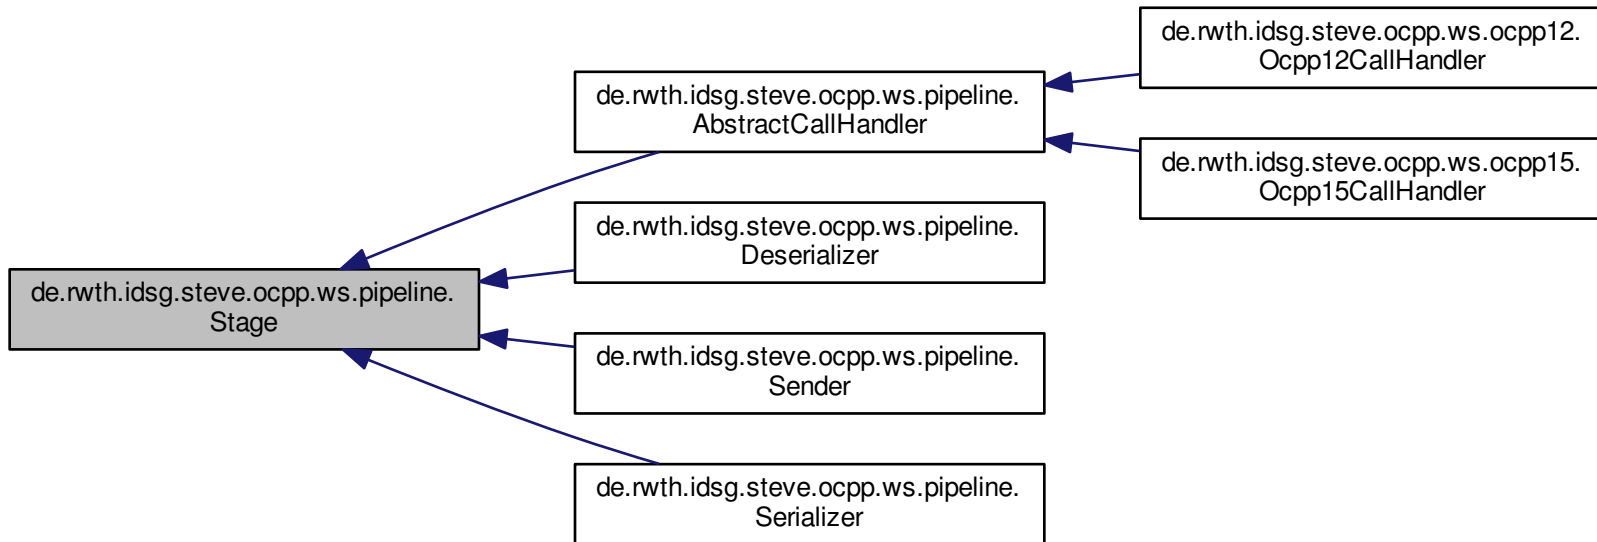 de.rwth.idsg.steve.ocpp.ws.ocpp12.
Ocpp12CallHandler
de.rwth.idsg.steve.ocpp.ws.pipeline.
AbstractCallHandler
de.rwth.idsg.steve.ocpp.ws.ocpp15.
Ocpp15CallHandler
de.rwth.idsg.steve.ocpp.ws.pipeline.
Deserializer
de.rwth.idsg.steve.ocpp.ws.pipeline.
Stage
de.rwth.idsg.steve.ocpp.ws.pipeline.
Sender
de.rwth.idsg.steve.ocpp.ws.pipeline.
Serializer